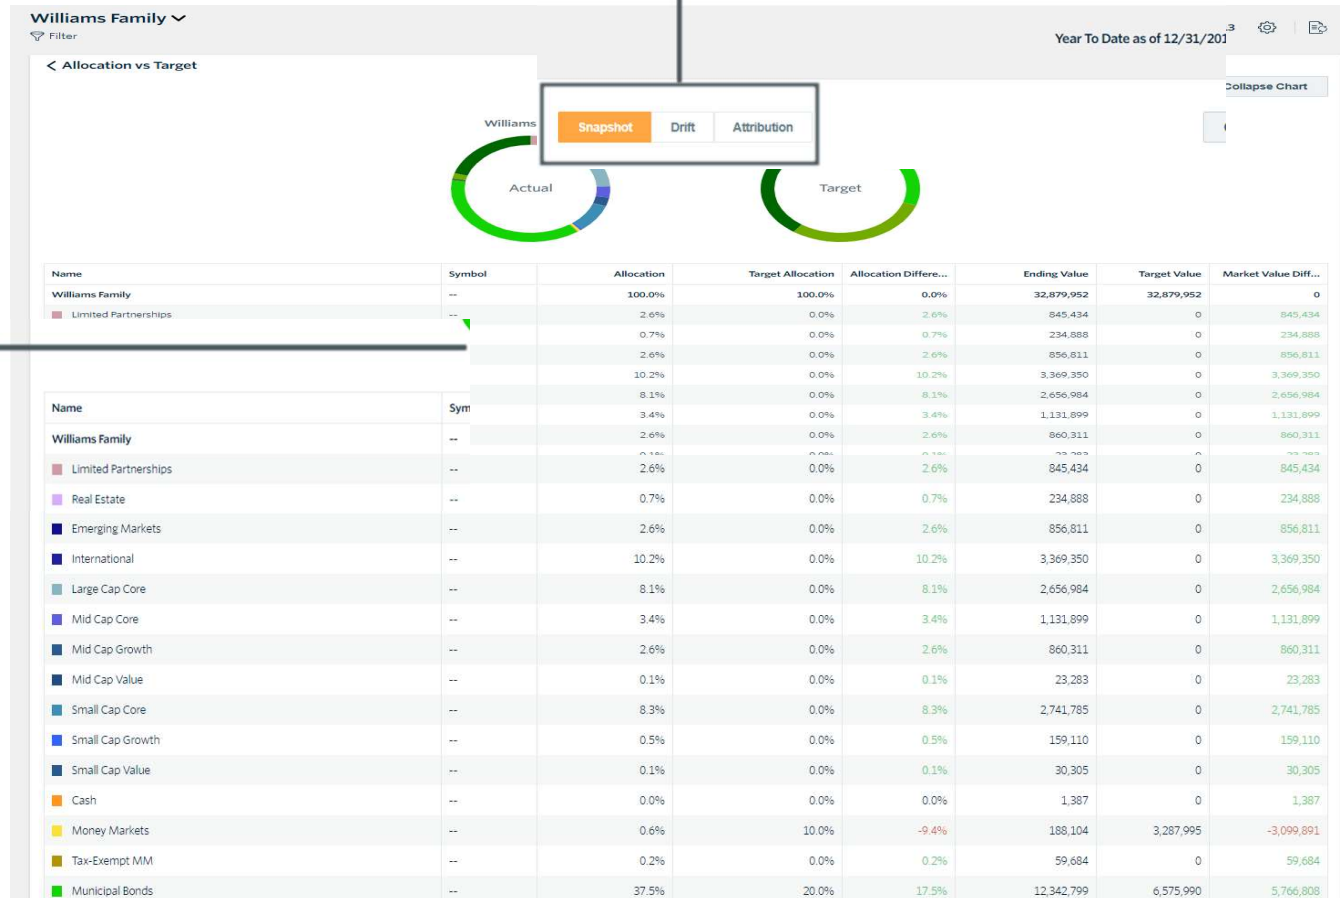 Williams Family
Filter
Year To Date as of 12/31/201
.3
< Allocation vs Target
Collapse Chart
Williams
Snapshot Drift Attribution
Actual
Target
Name Symbol Allocation Target Allocation Allocation Differe... Ending Value Target Value Market Value Diff...
Williams Family -- 100.0% 100.0% 0.0% 32,879,952 32,879,952 0
Limited Partnerships -- 2.6% 0.0% 2.6% 845,434 0 845,434
0.7% 0.0% 0.7% 234,888 0 234,888
2.6% 0.0% 2.6% 856,811 0 856,811
10.2% 0.0% 10.2% 3,369,350 0 3,369,350
8.1% 0.0% 8.1% 2,656,984 0 2,656,984
Name Sym
3.4% 0.0% 3.4% 1,131,899 0 1,131,899
Williams Family -- 2.6% 0.0% 2.6% 860,311 0 860,311
Limited Partnerships -- 2.6% 0.0% 2.6% 845,434 0 845,434
Real Estate -- 0.7% 0.0% 0.7% 234,888 0 234,888
Emerging Markets -- 2.6% 0.0% 2.6% 856,811 0 856,811
International -- 10.2% 0.0% 10.2% 3,369,350 0 3,369,350
Large Cap Core -- 8.1% 0.0% 8.1% 2,656,984 0 2,656,984
Mid Cap Core -- 3.4% 0.0% 3.4% 1,131,899 0 1,131,899
Mid Cap Growth -- 2.6% 0.0% 2.6% 860,311 0 860,311
Mid Cap Value -- 0.1% 0.0% 0.1% 23,283 0 23,283
Small Cap Core -- 8.3% 0.0% 8.3% 2,741,785 0 2,741,785
Small Cap Growth -- 0.5% 0.0% 0.5% 159,110 0 159,110
Small Cap Value -- 0.1% 0.0% 0.1% 30,305 0 30,305
Cash -- 0.0% 0.0% 0.0% 1,387 0 1,387
Money Markets -- 0.6% 10.0% -9.4% 188,104 3,287,995 -3,099,891
Tax-Exempt MM -- 0.2% 0.0% 0.2% 59,684 0 59,684
Municipal Bonds -- 37.5% 20.0% 17.5% 12,342,799 6,575,990 5,766,808